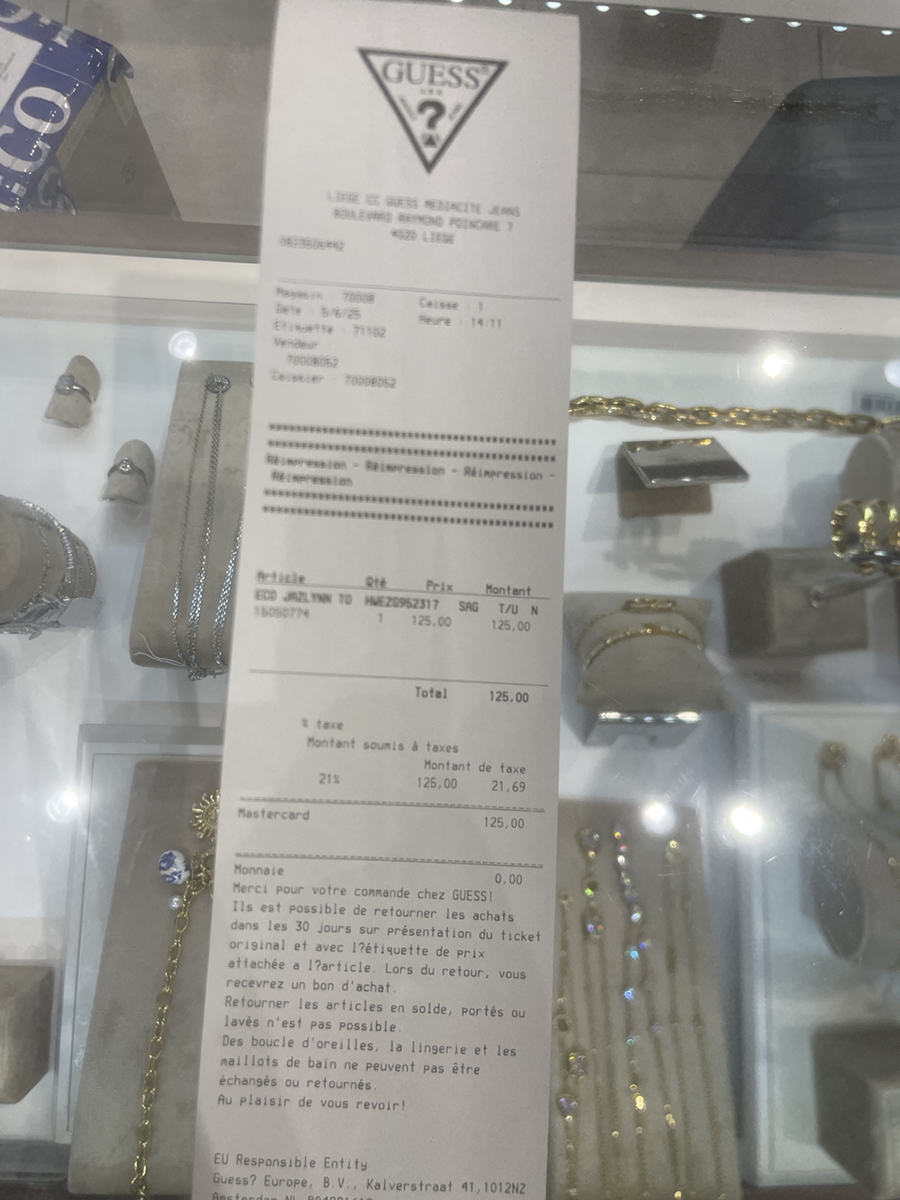 GUESS
?
LIEGE CC GUESS MEDIACITE JEANS
BOULEVARD RAYMOND POINCARE 7
4020 LIEGE
Magasin : 70008 Caisse : 1
Date : 5/6/25 Heure : 14:11
Etiquette : 71102
Vendeur :
70008052
Caissier : 70008052
Réimpression - Réimpression - Réimpression -
Réimpression
Article Qté Prix Montant
ECO JAZLYNN TO HWEZG952317 SAG T/U N
1 125,00 125,00
Total 125,00
% taxe
Montant soumis à taxes
Montant de taxe
21% 125,00 21,69
Mastercard 125,00
Monnaie 0,00
Merci pour votre commande chez GUESS!
Ils est possible de retourner les achats
dans les 30 jours sur présentation du ticket
original et avec l?étiquette de prix
attachée a l?article. Lors du retour, vous
recevrez un bon d'achat.
Retourner les articles en solde, portés ou
lavés n'est pas possible.
Des boucle d'oreilles, la lingerie et les
maillots de bain ne peuvent pas être
échangés ou retournés.
Au plaisir de vous revoir!
EU Responsible Entity
Guess? Europe, B.V., Kalverstraat 41,1012NZ